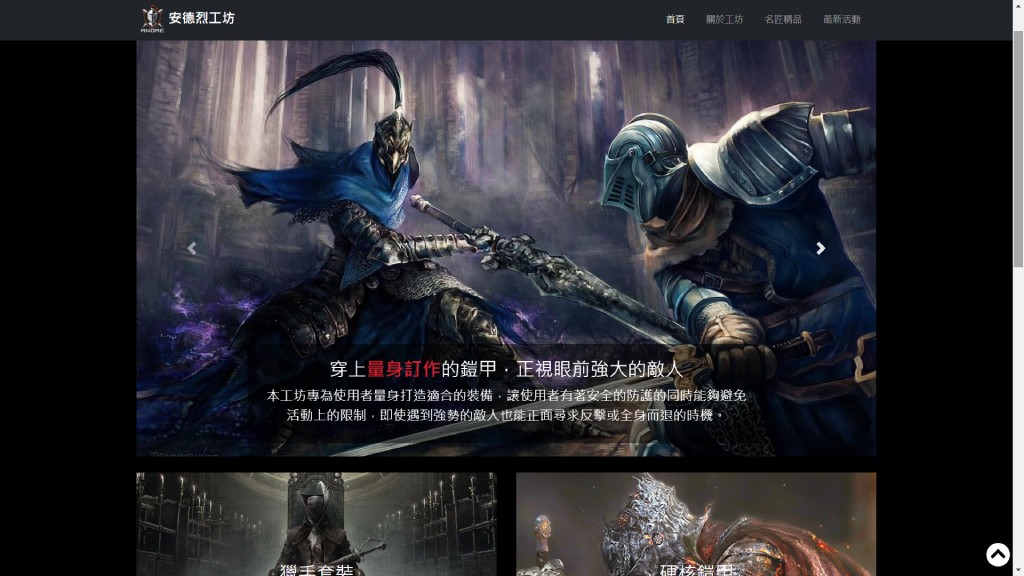 ANDRE
安德烈工坊
首頁
關於工坊
名匠精品
最新活動
穿上量身訂作的鎧甲，正視眼前強大的敵人
本工坊專為使用者量身打造適合的裝備，讓使用者有著安全的防護的同時能夠避免
活動上的限制，即使遇到強勢的敵人也能正面尋求反擊或全身而退的時機。
獵手套裝
硬核鎧甲